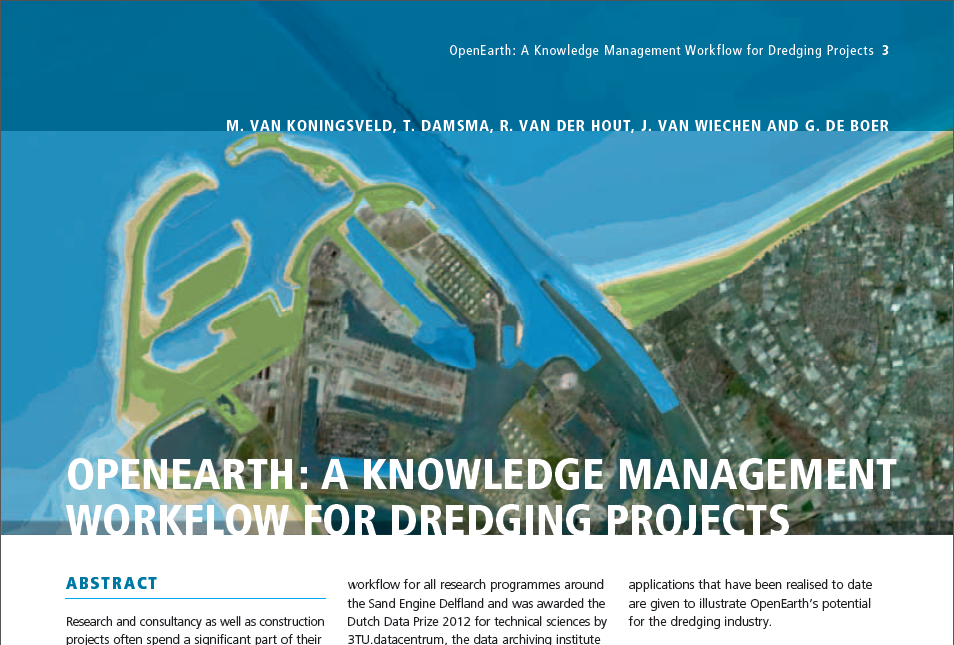 OpenEarth: A Knowledge Management Workflow for Dredging Projects 3
M. VAN KONINGSVELD, T. DAMSMA, R. VAN DER HOUT, J. VAN WIECHEN AND G. DE BOER
OPENEARTH: A KNOWLEDGE MANAGEMENT
WORKFLOW FOR DREDGING PROJECTS
ABSTRACT
Research and consultancy as well as construction
projects often spend a significant part of their
workflow for all research programmes around
the Sand Engine Delfland and was awarded the
Dutch Data Prize 2012 for technical sciences by
3TU.datacentrum, the data archiving institute
applications that have been realised to date
are given to illustrate OpenEarth's potential
for the dredging industry.